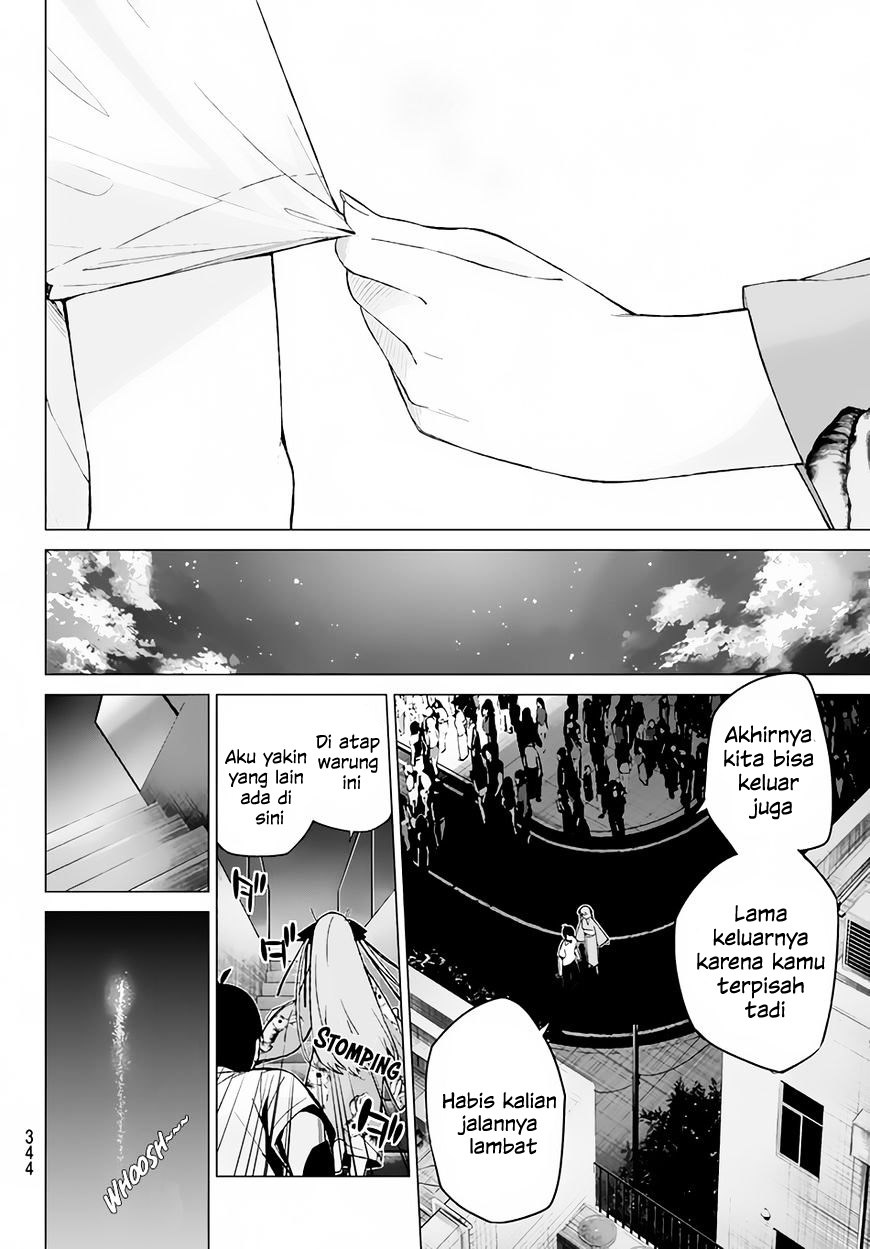 Akhirnya
kita bisa
keluar
juga
Lama
keluarnya
karena kamu
terpisah
tadi
Habis kalian
jalannya
lambat
Di atap
warung
ini
Aku yakin
yang lain
ada di
sini
STOMPING
WHOOSH~~~
344